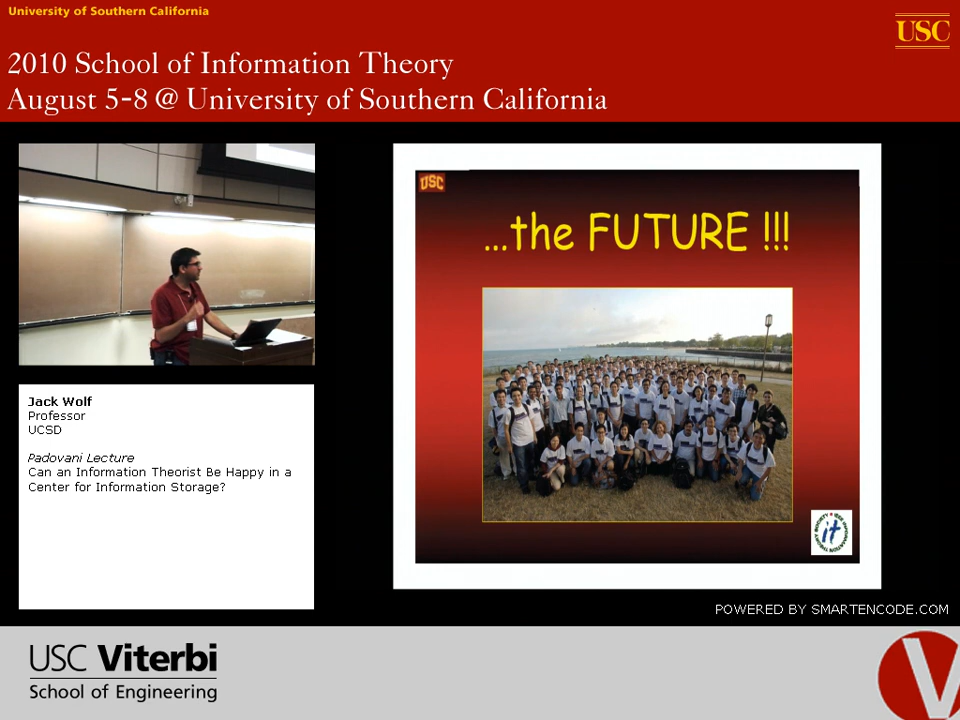 University of Southern California
USC
2010 School of Information Theory
August 5-8 @ University of Southern California
USC
...the FUTURE !!!
Jack Wolf
Professor
UCSD
Padovani Lecture
Can an Information Theorist Be Happy in a
Center for Information Storage?
it
POWERED BY SMARTENCODE.COM
USC Viterbi
School of Engineering
V